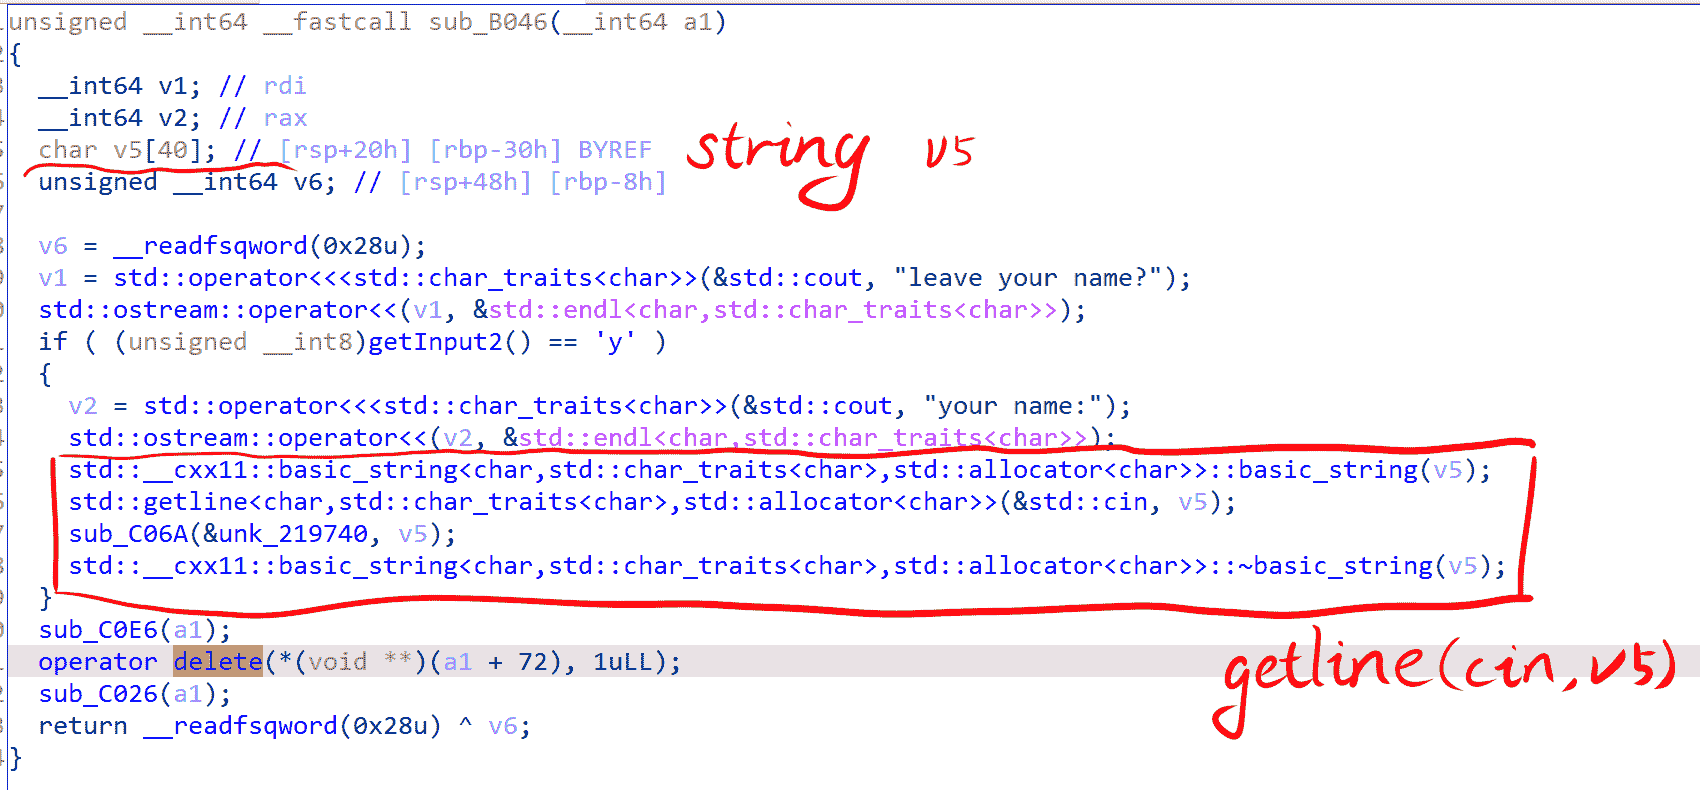 unsigned __int64 __fastcall sub_B046(__int64 a1)
{
__int64 v1; // rdi
__int64 v2; // rax
char v5[40]; // [rsp+20h] [rbp-30h] BYREF string v5
unsigned __int64 v6; // [rsp+48h] [rbp-8h]
v6 = __readfsqword(0x28u);
v1 = std::operator<<<std::char_traits<char>>(&std::cout, "leave your name?");
std::ostream::operator<<(v1, &std::endl<char,std::char_traits<char>>);
if ( (unsigned __int8)getInput2() == 'y' )
{
v2 = std::operator<<<std::char_traits<char>>(&std::cout, "your name:");
std::ostream::operator<<(v2, &std::endl<char,std::char_traits<char>>);
std::__cxx11::basic_string<char,std::char_traits<char>,std::allocator<char>>::basic_string(v5);
std::getline<char,std::char_traits<char>,std::allocator<char>>(&std::cin, v5);
sub_C06A(&unk_219740, v5);
std::__cxx11::basic_string<char,std::char_traits<char>,std::allocator<char>>::~basic_string(v5);
}
sub_C0E6(a1);
operator delete(*(void **)(a1 + 72), 1uLL);
getline(cin,v5)
sub_C026(a1);
return __readfsqword(0x28u) ^ v6;
}